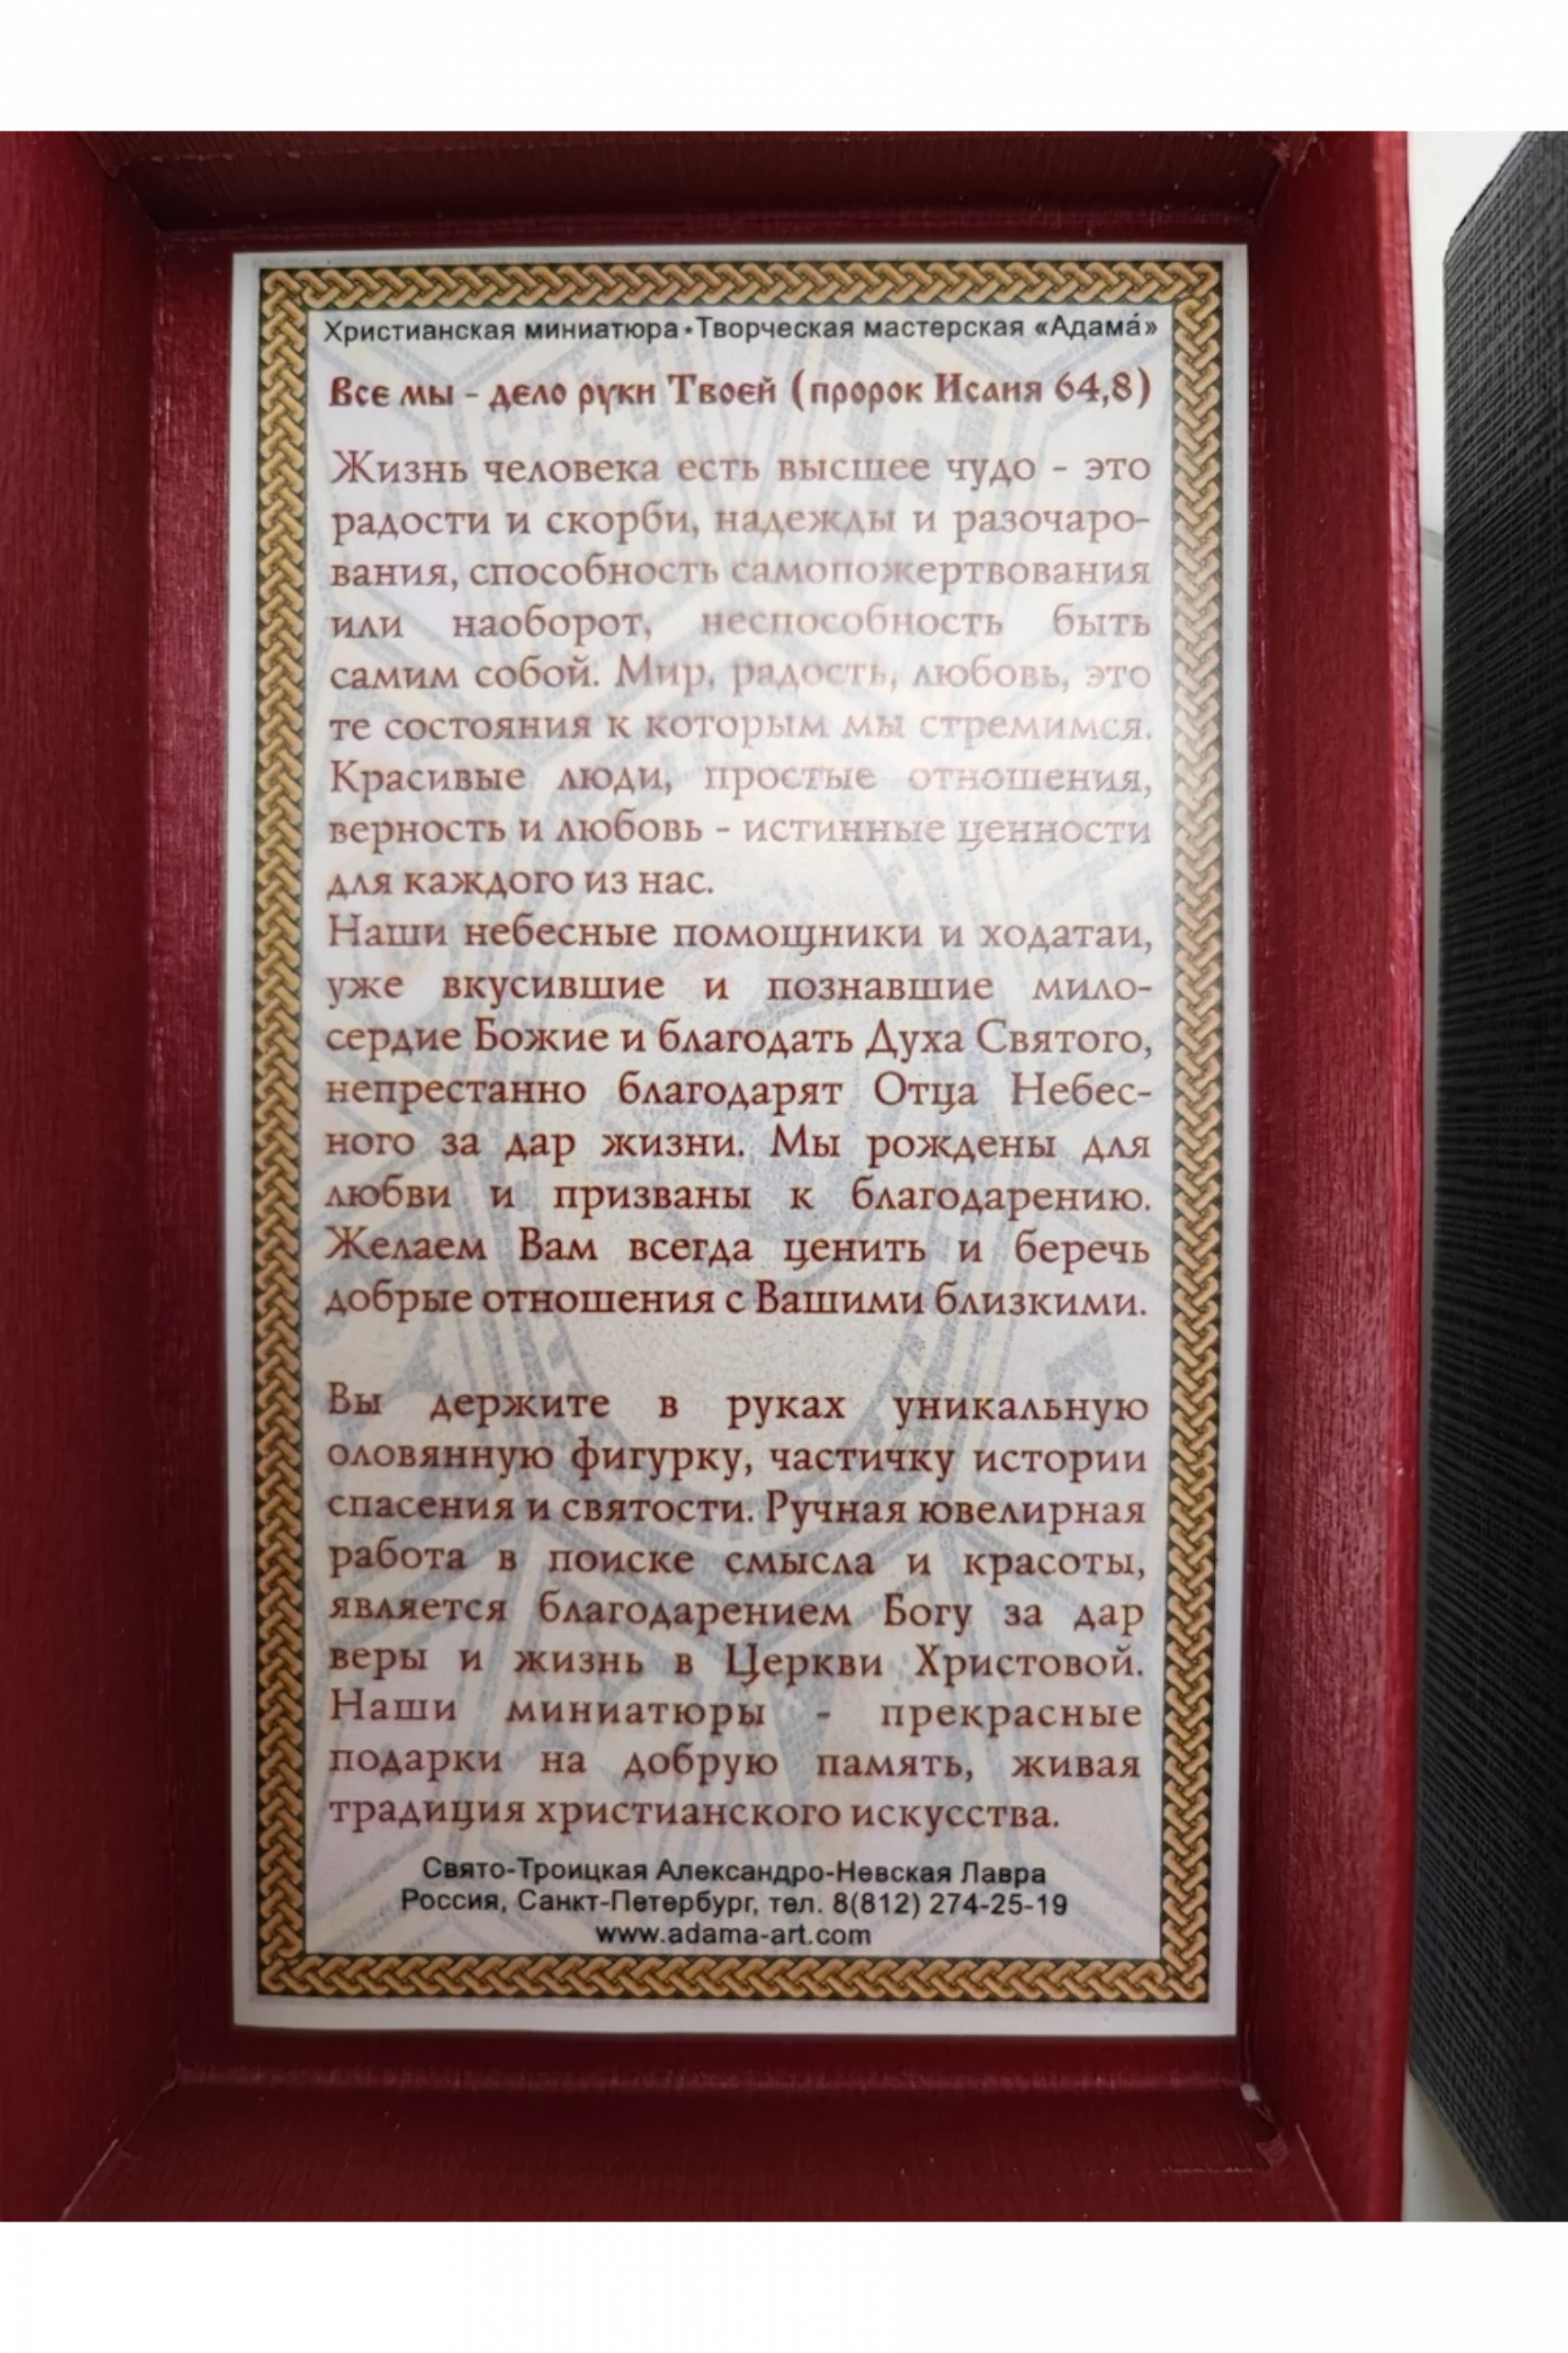 Христианская миниатюра•Творческая мастерская «Адама́»
Все мы - дело руки Твоей (пророк Исаия 64,8)
Жизнь человека есть высшее чудо - это
радости и скорби, надежды и разочаро-
вания, способность самопожертвования
или наоборот, неспособность быть
самим собой. Мир, радость, любовь, это
те состояния к которым мы стремимся.
Красивые люди, простые отношения,
верность и любовь - истинные ценности
для каждого из нас.
Наши небесные помощники и ходатаи,
уже вкусившие и познавшие мило-
сердие Божие и благодать Духа Святого,
непрестанно благодарят Отца Небес-
ного за дар жизни. Мы рождены для
любви и призваны к благодарению.
Желаем Вам всегда ценить и беречь
добрые отношения с Вашими близкими.
Вы держите в руках уникальную
оловянную фигурку, частичку истории
спасения и святости. Ручная ювелирная
работа в поиске смысла и красоты,
является благодарением Богу за дар
веры и жизнь в Церкви Христовой.
Наши миниатюры - прекрасные
подарки на добрую память, живая
традиция христианского искусства.
Свято-Троицкая Александро-Невская Лавра
Россия, Санкт-Петербург, тел. 8(812) 274-25-19
www.adama-art.com